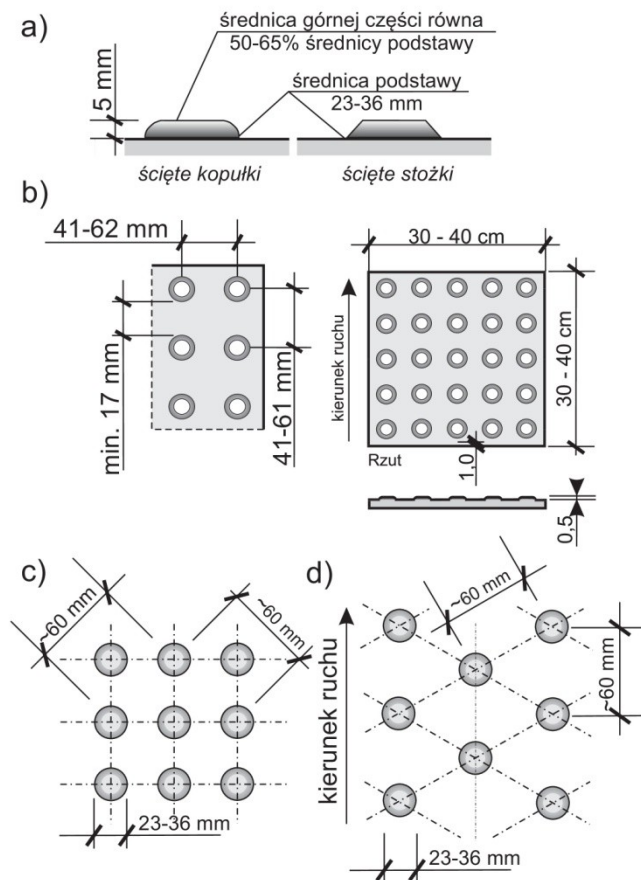 a)
średnica górnej części równa
50-65% średnicy podstawy
5 mm
średnica podstawy
23-36 mm
ścięte kopułki
ścięte stożki
b)
41-62 mm
min. 17 mm
41-61 mm
30 - 40 cm
kierunek ruchu
30 - 40 cm
Rzut
1,0
0,5
c)
~60 mm
~60 mm
23-36 mm
d)
kierunek ruchu
~60 mm
~60 mm
23-36 mm